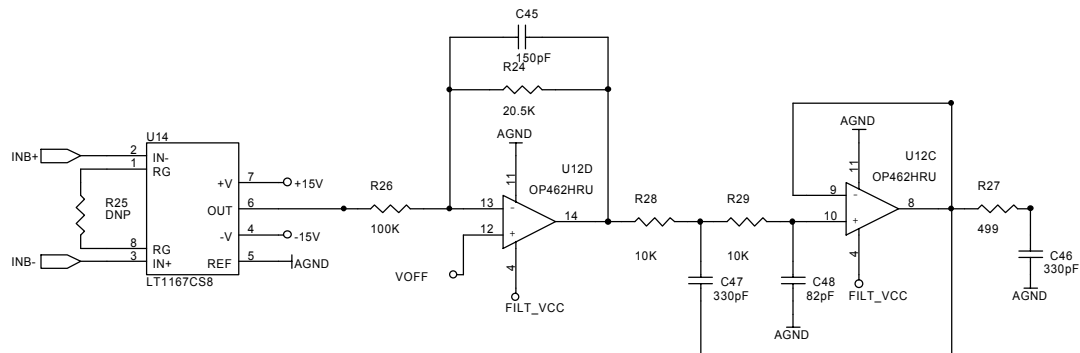 C45
150pF
R24
20.5K
AGND
AGND
U14
INB+
2
IN-
1
RG
+V
7
+15V
R25
DNP
OUT
6
-V
4
-15V
8
RG
REF
5
AGND
INB-
3
IN+
LT1167CS8
R26
100K
11
U12D
OP462HRU
13
-
12
+
14
4
VOFF
FILT_VCC
R28
10K
R29
10K
C47
330pF
C48
82pF
AGND
11
U12C
OP462HRU
9
-
10
+
8
4
FILT_VCC
R27
499
C46
330pF
AGND